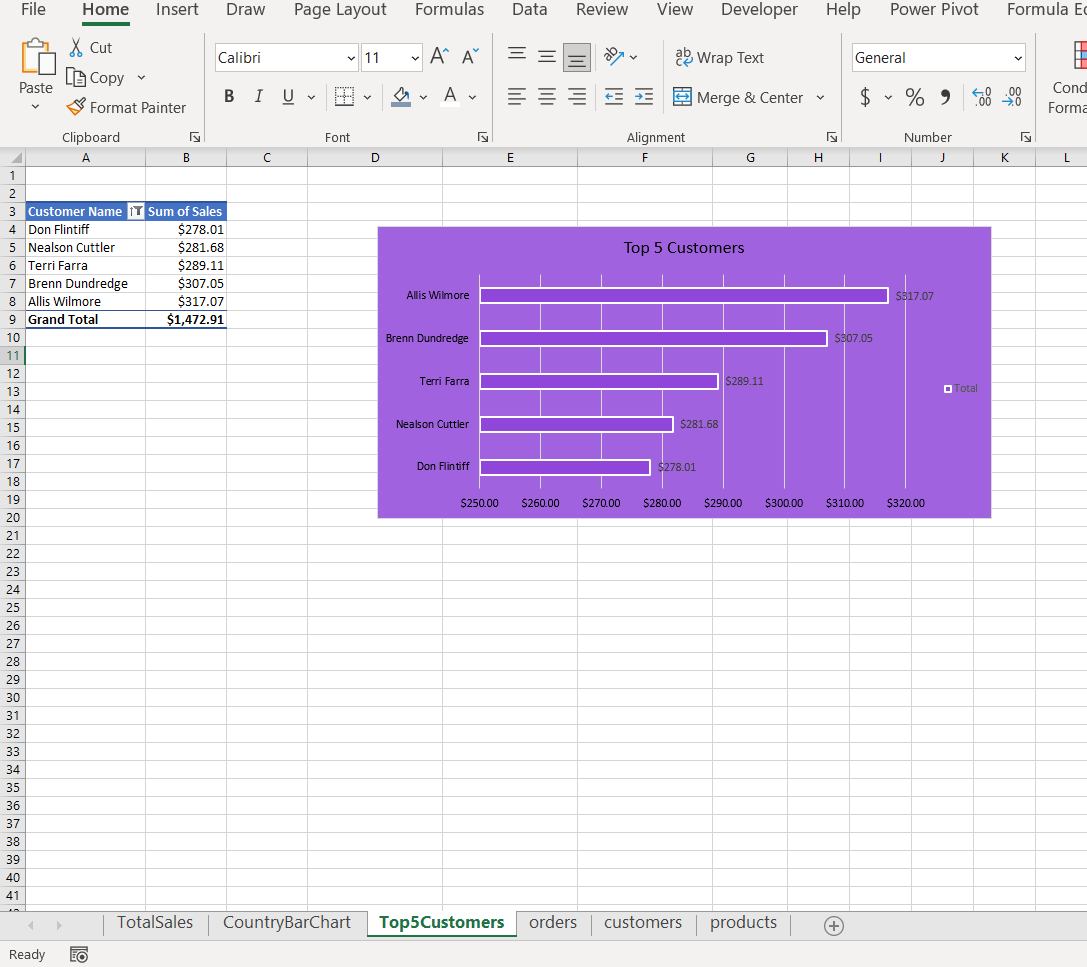 File Home Insert Draw Page Layout Formulas Data Review View Developer Help Power Pivot Formula Ed
Cut
Calibri 11 A A ab Wrap Text General
Copy
Paste Cond
B I U A Merge & Center $ % 9 .00 .00
Format Painter Forma
Clipboard Font Alignment Number
A B C D E F G H I J K L
1
2
3 Customer Name Sum of Sales
4 Don Flintiff $278.01
5 Nealson Cuttler $281.68
6 Terri Farra $289.11
7 Brenn Dundredge $307.05
8 Allis Wilmore $317.07
9 Grand Total $1,472.91
10
11
12
13
14
15
16
17
18
19
20
21
22
23
24
25
26
27
28
29
30
31
32
33
34
35
36
37
38
39
40
41
Top 5 Customers
Allis Wilmore $317.07
Brenn Dundredge $307.05
Terri Farra $289.11
Total
Nealson Cuttler $281.68
Don Flintiff $278.01
$250.00 $260.00 $270.00 $280.00 $290.00 $300.00 $310.00 $320.00
TotalSales CountryBarChart Top5Customers orders customers products
Ready